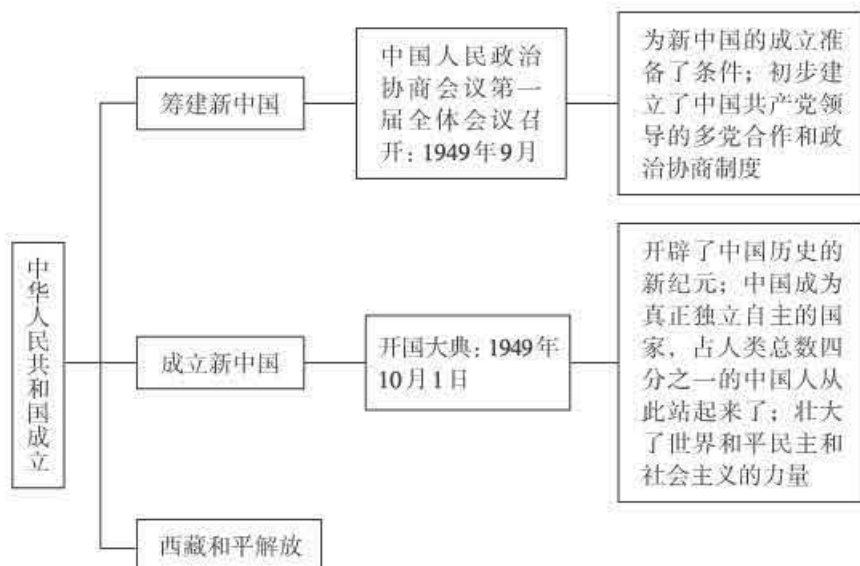 中华人民共和国成立
筹建新中国
中国人民政治
协商会议第一
届全体会议召
开：1949年9月
为新中国的成立准
备了条件；初步建
立了中国共产党领
导的多党合作和政
治协商制度
成立新中国
开国大典：1949年
10月1日
开辟了中国历史的
新纪元；中国成为
真正独立自主的国
家，占人类总数四
分之一的中国人从
此站起来了；壮大
了世界和平民主和
社会主义的力量
西藏和平解放